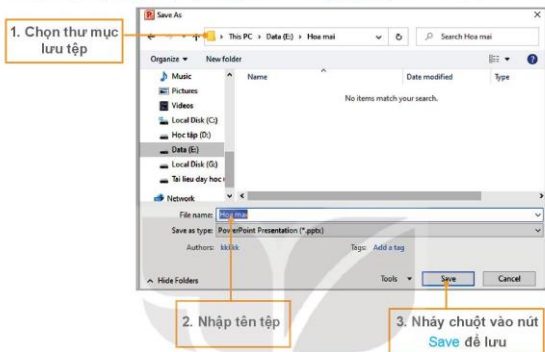 Save As
1. Chọn thư mục
lưu tệp
This PC › Data (E:) › Hoa mai
Search Hoa mai
Organize
New folder
Music
Pictures
Videos
Local Disk (C:)
Học tập (D:)
Data (E:)
Local Disk (G:)
Tai lieu day hoc
Network
Name
Date modified
Type
No items match your search.
File name: Hoa mai
Save as type: PowerPoint Presentation (*.pptx)
Authors:
Tags: Add a tag
Hide Folders
Tools
Save
Cancel
2. Nhập tên tệp
3. Nháy chuột vào nút
Save để lưu